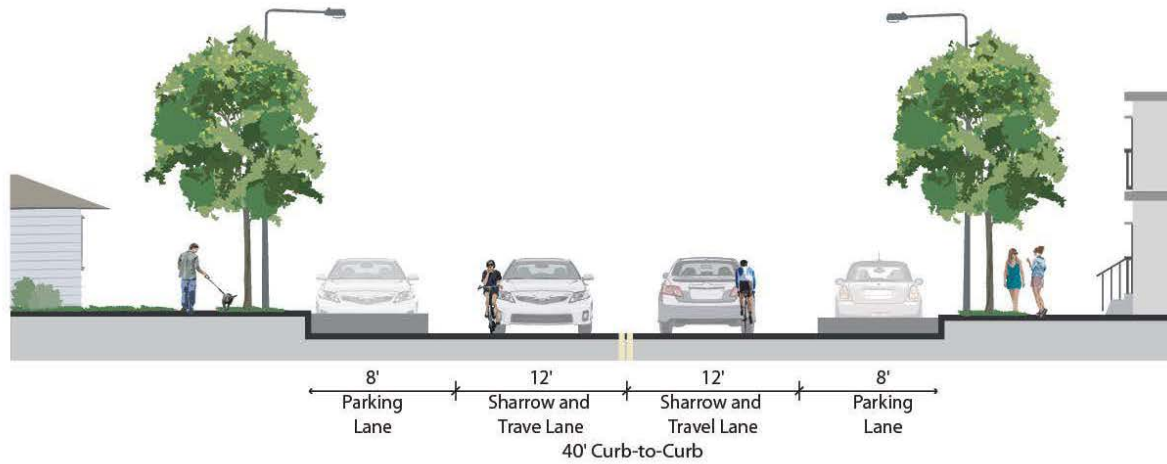 8' 12' 12' 8'
Parking Sharrow and Sharrow and Parking
Lane Trave Lane Travel Lane Lane
40' Curb-to-Curb